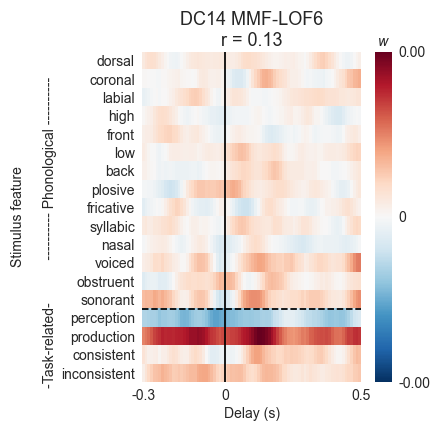 DC14 MMF-LOF6
r = 0.13
w
dorsal
coronal
labial
high
front
low
back
plosive
fricative
syllabic
nasal
voiced
obstruent
sonorant
perception
production
consistent
inconsistent
Stimulus feature
-Task-related- ----------- Phonological ----------
0.00
0
-0.00
-0.3
0
0.5
Delay (s)